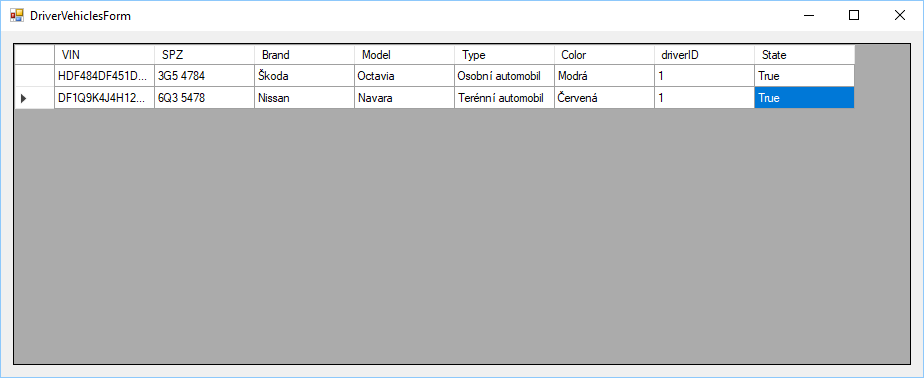 DriverVehiclesForm
VIN SPZ Brand Model Type Color driverID State
HDF484DF451D... 3G5 4784 Škoda Octavia Osobní automobil Modrá 1 True
DF1Q9K4J4H12... 6Q3 5478 Nissan Navara Terénní automobil Červená 1 True